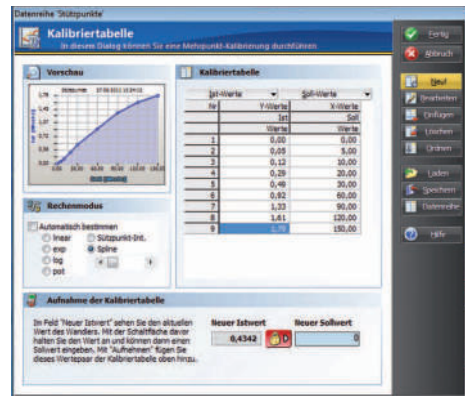 Datenreihe 'Stützpunkte'
Kalibriertabelle
In diesem Dialog können Sie eine Mehrpunkt-Kalibrierung durchführen
Fertig
Abbruch
Neu!
Bearbeiten
Einfügen
Löschen
Ordnen
Laden
Speichern
Datenreihe
Hilfe
Vorschau
Rechenmodus
Automatisch bestimmen
linear
Stützpunkt-Int.
exp
Spline
log
pot
Kalibriertabelle
Ist-Werte
Soll-Werte
Nr Y-Werte X-Werte
Ist Soll
Werte Werte
1 0,00 0,00
2 0,05 5,00
3 0,12 10,00
4 0,29 20,00
5 0,49 30,00
6 0,92 60,00
7 1,33 90,00
8 1,61 120,00
9 1,78 150,00
Aufnahme der Kalibriertabelle
Im Feld 'Neuer Istwert' sehen Sie den aktuellen
Wert des Wandlers. Mit der Schaltfläche davor
halten Sie den Wert an und können dann einen
Sollwert eingeben. Mit "Aufnehmen" fügen Sie
dieses Wertepaar der Kalibriertabelle oben hinzu.
Neuer Istwert
Neuer Sollwert
0,4342
0